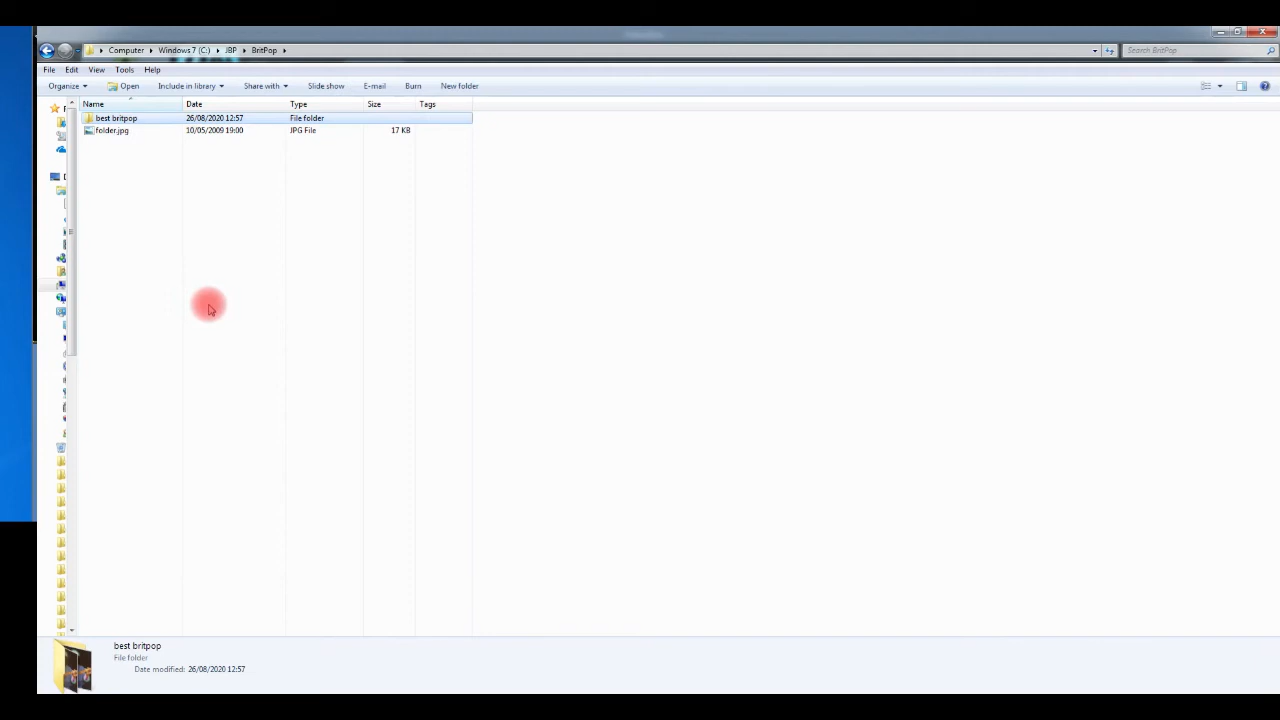 Computer Windows 7 (C:) JBP BritPop Search BritPop
File Edit View Tools Help
Organize Open Include in library Share with Slide show E-mail Burn New folder
Name Date Type Size Tags
best britpop 26/08/2020 12:57 File folder
folder.jpg 10/05/2009 19:00 JPG File 17 KB
best britpop
File folder
Date modified: 26/08/2020 12:57